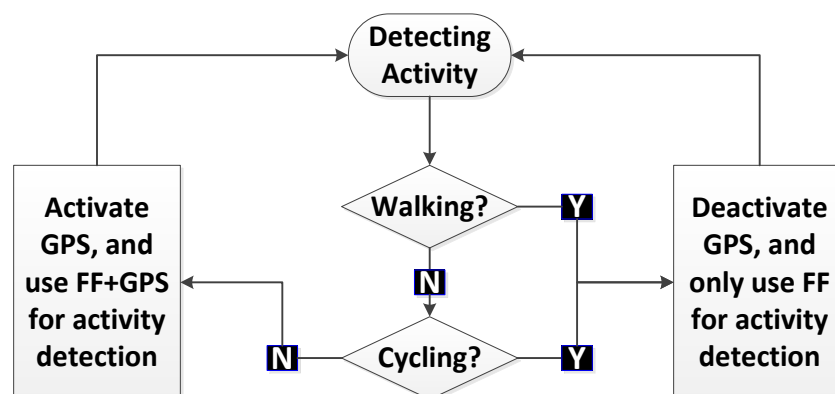 Detecting
Activity
Walking?
Y
N
Cycling?
N
Y
Activate
GPS, and
use FF+GPS
for activity
detection
Deactivate
GPS, and
only use FF
for activity
detection